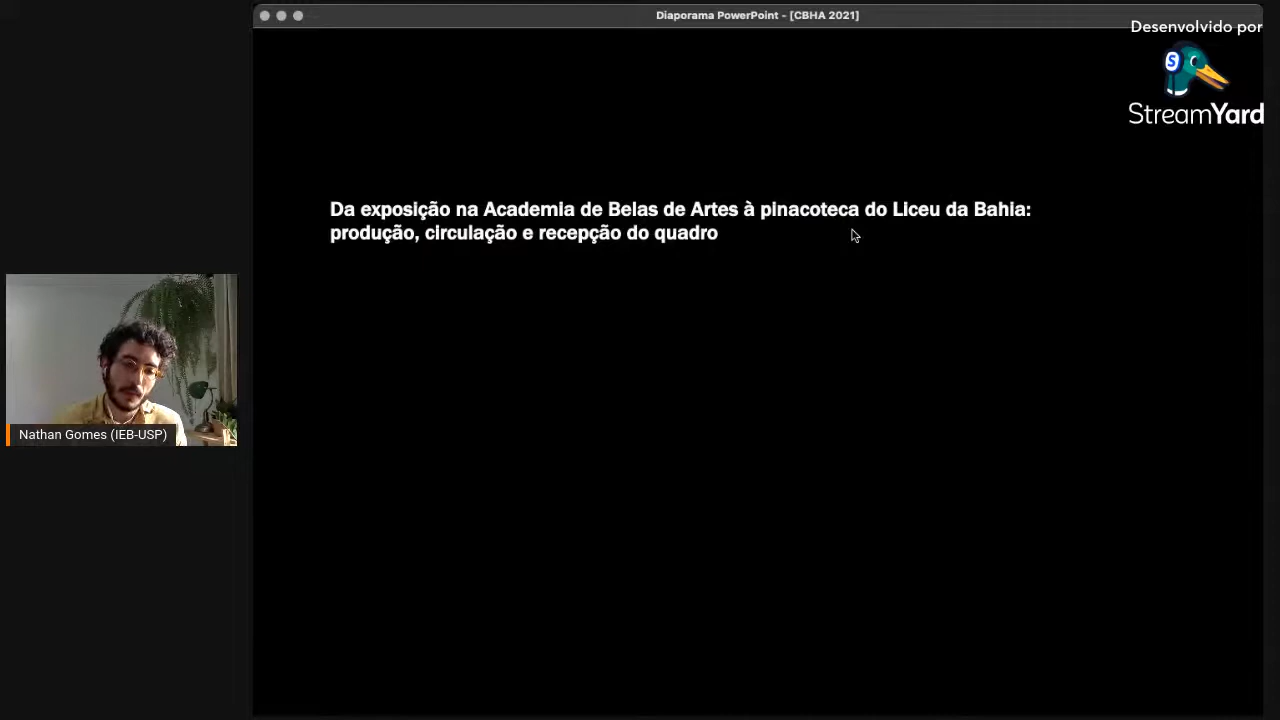 Diaporama PowerPoint - [CBHA 2021]
Desenvolvido por
S
StreamYard
Da exposição na Academia de Belas de Artes à pinacoteca do Liceu da Bahia:
produção, circulação e recepção do quadro
Nathan Gomes (IEB-USP)